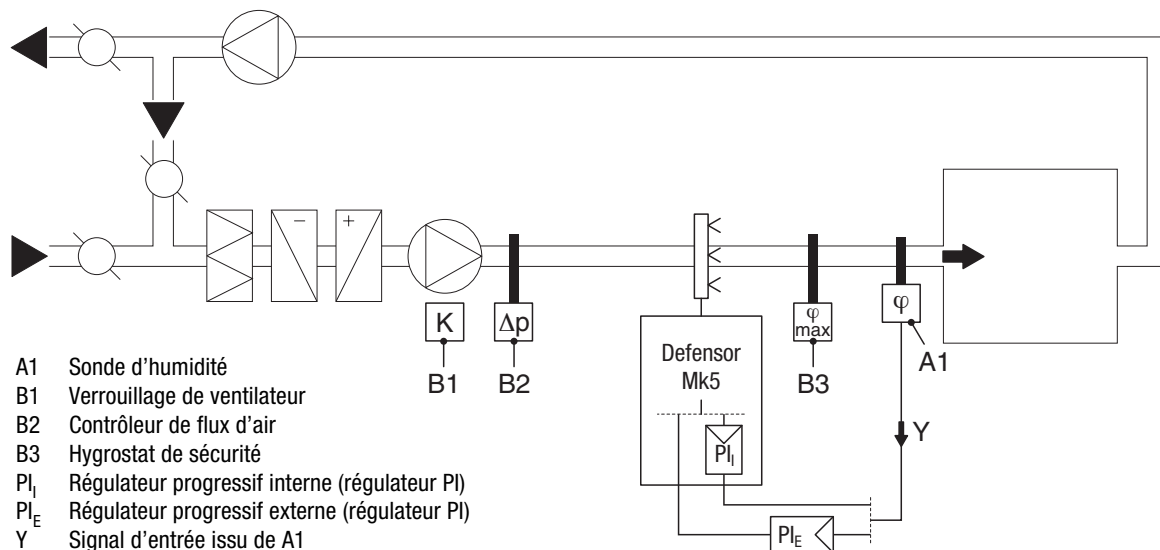 − +
K Δp φ max φ
B1 B2 B3 A1
Defensor
Mk5
PI_I
Y
PI_E
A1 Sonde d'humidité
B1 Verrouillage de ventilateur
B2 Contrôleur de flux d'air
B3 Hygrostat de sécurité
PI_I Régulateur progressif interne (régulateur PI)
PI_E Régulateur progressif externe (régulateur PI)
Y Signal d'entrée issu de A1